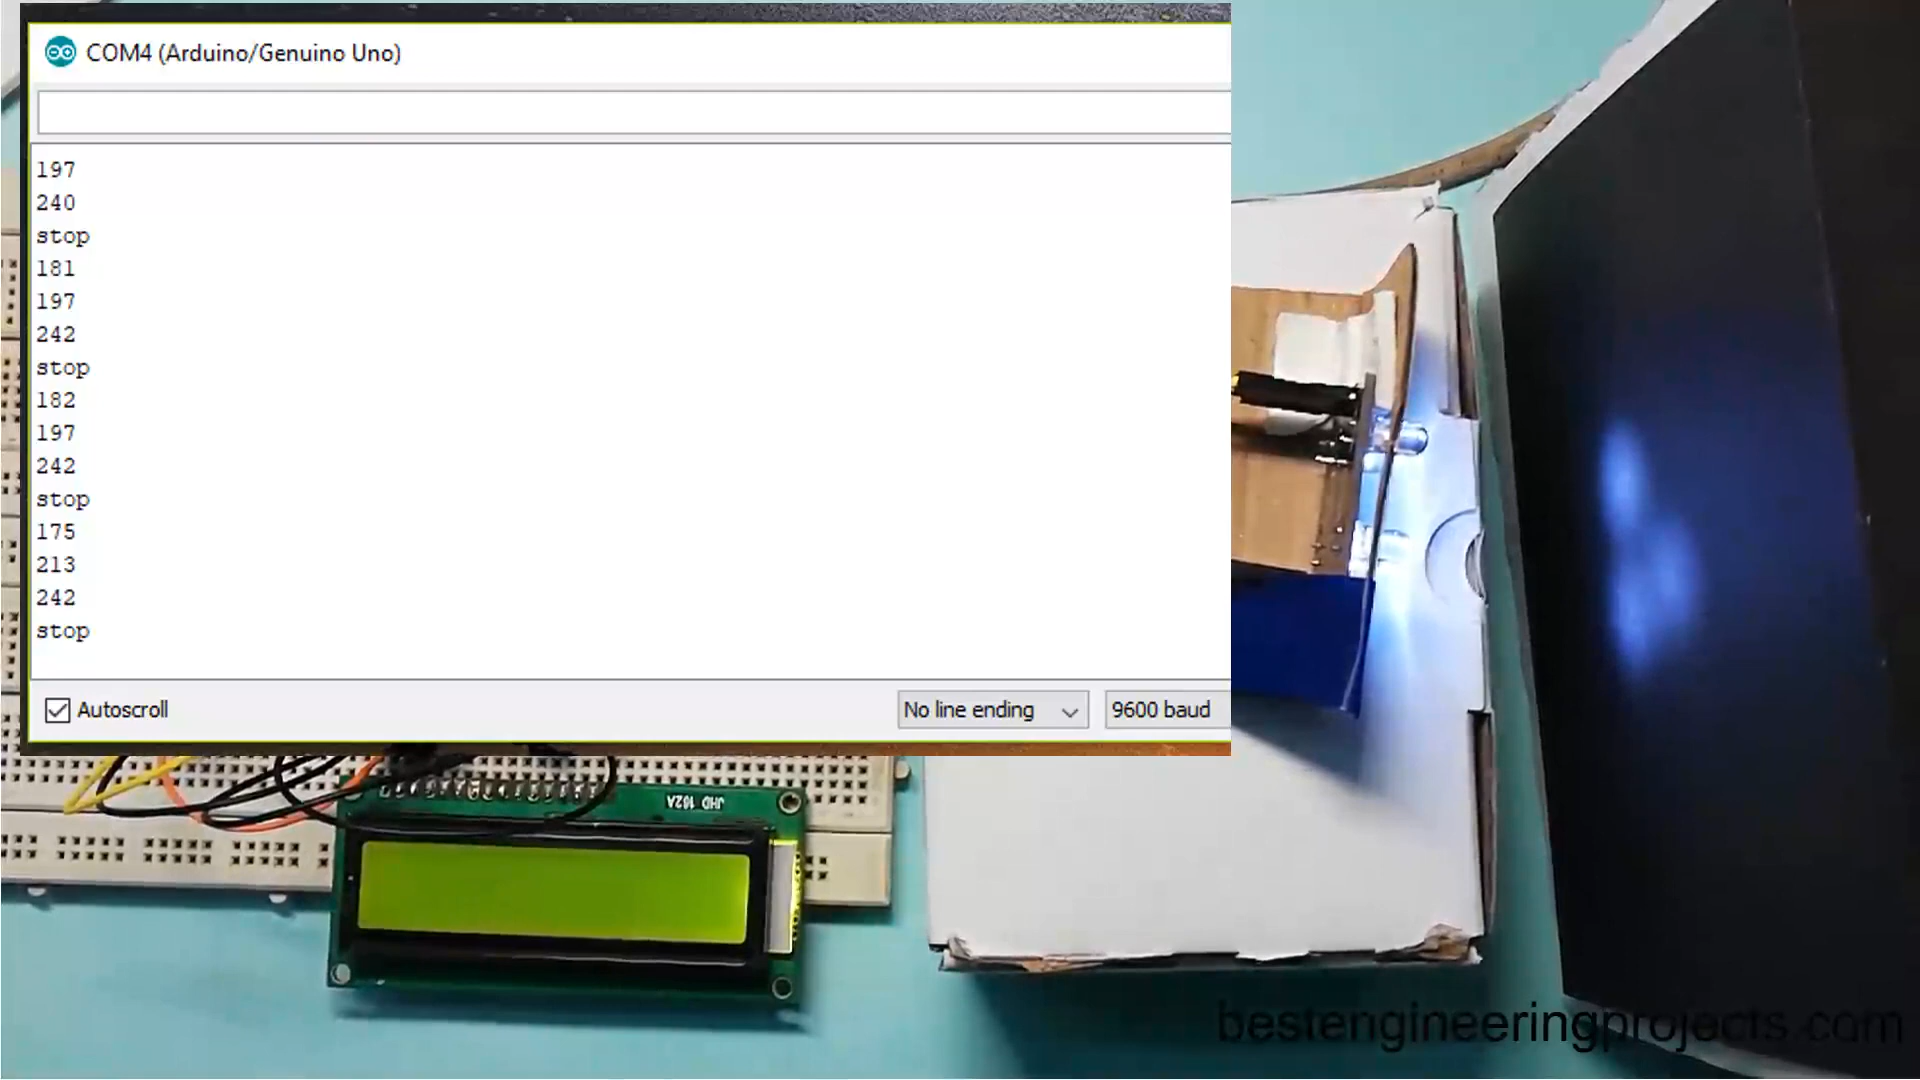 COM4 (Arduino/Genuino Uno)
197
240
stop
181
197
242
stop
182
197
242
stop
175
213
242
stop
Autoscroll
No line ending
9600 baud
JHD 162A
bestengineeringprojects.com